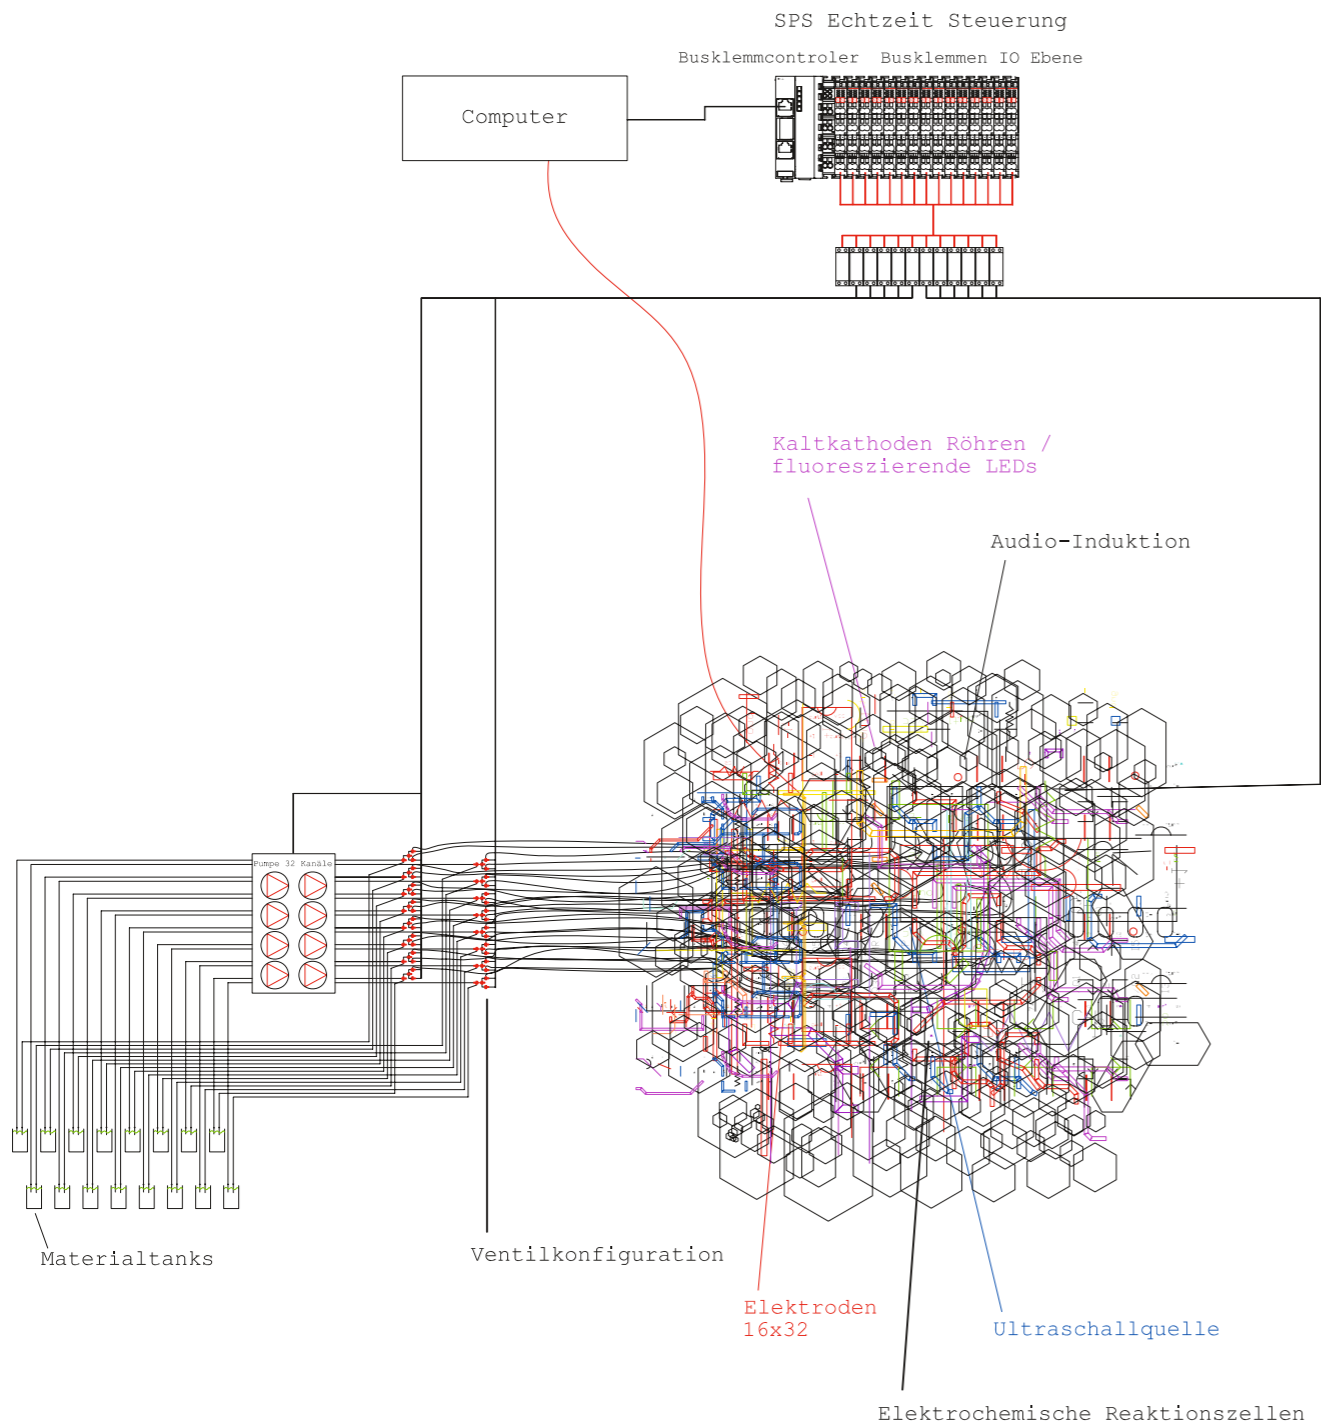 SPS Echtzeit Steuerung
Busklemmcontroler
Busklemmen IO Ebene
Computer
Kaltkathoden Röhren /
fluoreszierende LEDs
Audio-Induktion
Pumpe 32 Kanäle
Materialtanks
Ventilkonfiguration
Elektroden
16x32
Ultraschallquelle
Elektrochemische Reaktionszellen